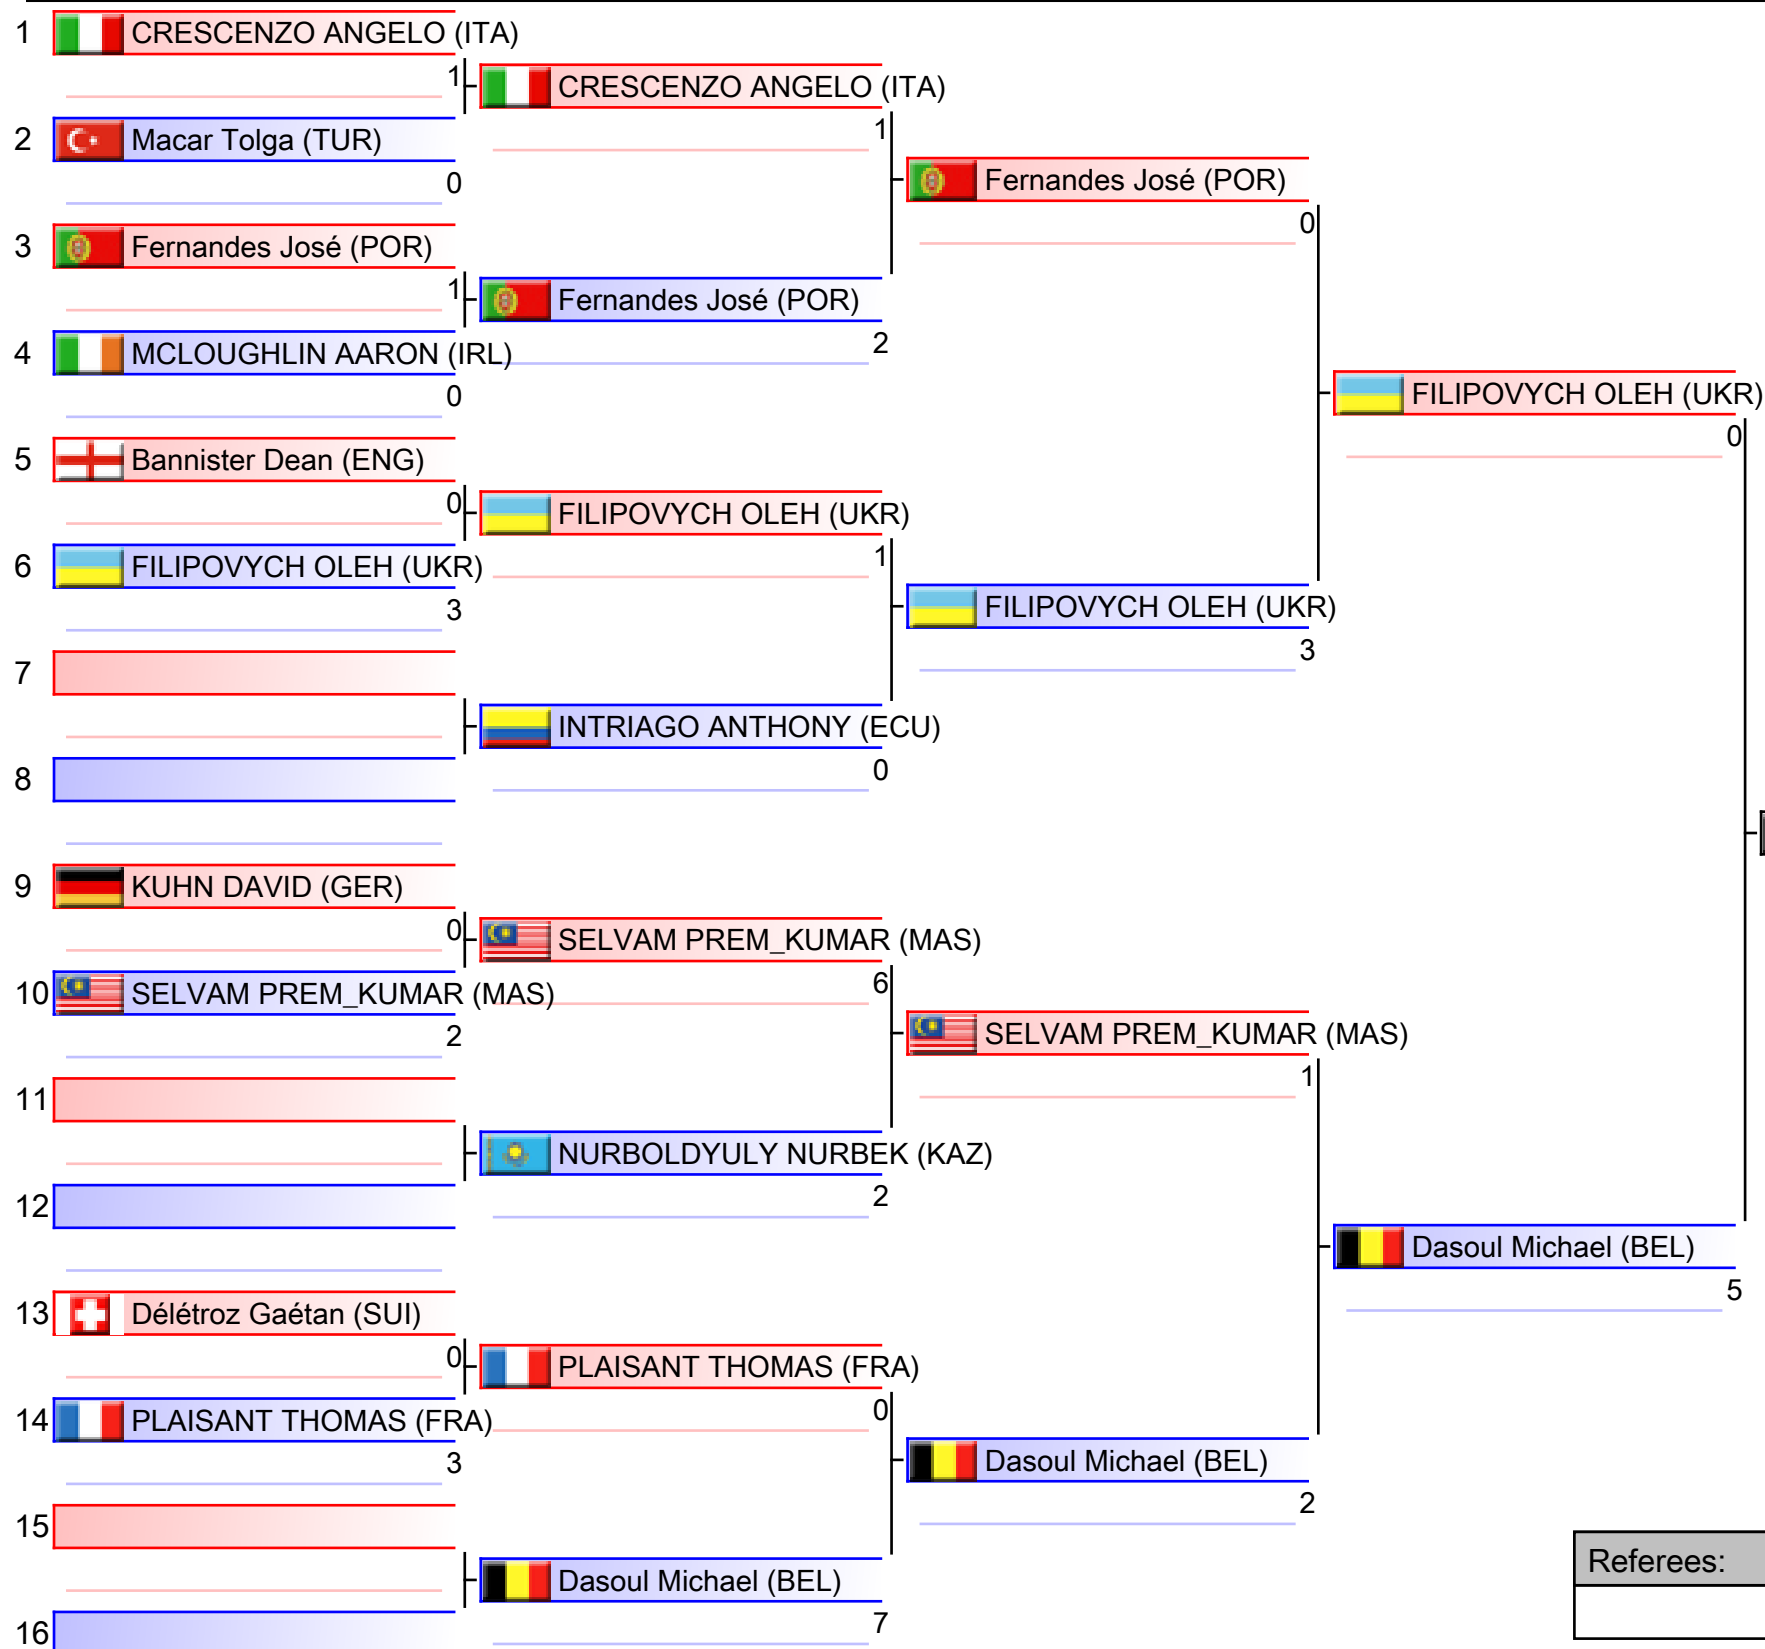 1 CRESCENZO ANGELO (ITA)
1 CRESCENZO ANGELO (ITA)
2 Macar Tolga (TUR) 1
0 Fernandes José (POR)
3 Fernandes José (POR) 0
1 Fernandes José (POR)
4 MCLOUGHLIN AARON (IRL) 2
0 FILIPOVYCH OLEH (UKR)
5 Bannister Dean (ENG) 0
0 FILIPOVYCH OLEH (UKR)
6 FILIPOVYCH OLEH (UKR) 1
3 FILIPOVYCH OLEH (UKR)
7 3
INTRIAGO ANTHONY (ECU)
8 0
9 KUHN DAVID (GER)
0 SELVAM PREM_KUMAR (MAS)
10 SELVAM PREM_KUMAR (MAS) 6
2 SELVAM PREM_KUMAR (MAS)
11 1
NURBOLDYULY NURBEK (KAZ)
12 2
Dasoul Michael (BEL)
13 Délétroz Gaétan (SUI) 5
0 PLAISANT THOMAS (FRA)
14 PLAISANT THOMAS (FRA) 0
3 Dasoul Michael (BEL)
15 2
Dasoul Michael (BEL) Referees:
16 7